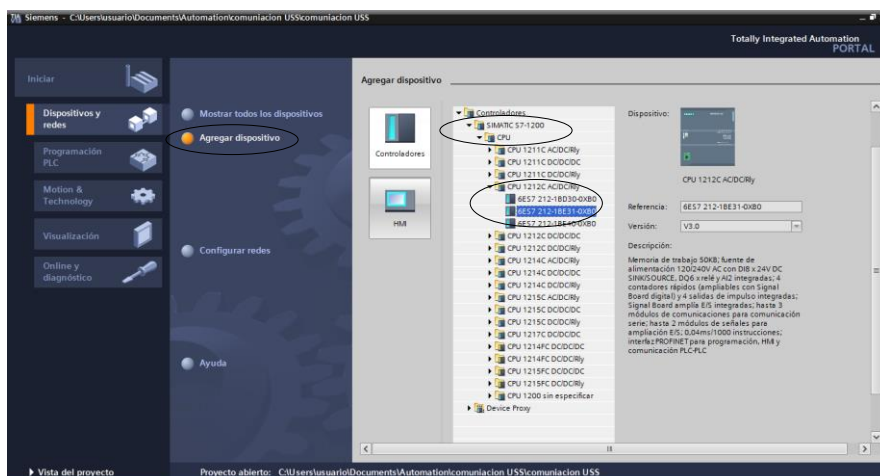 Siemens - C:\Users\usuario\Documents\Automation\comuniacion USS\comuniacion USS
Totally Integrated Automation
PORTAL
Iniciar
Dispositivos y
redes
Programación
PLC
Motion &
Technology
Visualización
Online y
diagnóstico
Mostrar todos los dispositivos
Agregar dispositivo
Configurar redes
Ayuda
Agregar dispositivo
Controladores
HMI
Controladores
SIMATIC S7-1200
CPU
CPU 1211C AC/DC/Rly
CPU 1211C DC/DC/DC
CPU 1211C DC/DC/Rly
CPU 1212C AC/DC/Rly
6ES7 212-1BD30-0XB0
6ES7 212-1BE31-0XB0
6ES7 212-1BE40-0XB0
CPU 1212C DC/DC/DC
CPU 1212C DC/DC/Rly
CPU 1214C AC/DC/Rly
CPU 1214C DC/DC/DC
CPU 1214C DC/DC/Rly
CPU 1215C AC/DC/Rly
CPU 1215C DC/DC/DC
CPU 1215C DC/DC/Rly
CPU 1217C DC/DC/DC
CPU 1214FC DC/DC/DC
CPU 1214FC DC/DC/Rly
CPU 1215FC DC/DC/DC
CPU 1215FC DC/DC/Rly
CPU 1200 sin especificar
Device Proxy
Dispositivo:
CPU 1212C AC/DC/Rly
Referencia:
6ES7 212-1BE31-0XB0
Versión:
V3.0
Descripción:
Memoria de trabajo 50KB; fuente de
alimentación 120/240V AC con DI8 x 24V DC
SINK/SOURCE, DQ6 x relé y AI2 integradas; 4
contadores rápidos (ampliables con Signal
Board digital) y 4 salidas de impulso integradas;
Signal Board amplía E/S integradas; hasta 3
módulos de comunicaciones para comunicación
serie; hasta 2 módulos de señales para
ampliación E/S; 0,04ms/1000 instrucciones;
interfaz PROFINET para programación, HMI y
comunicación PLC-PLC
Vista del proyecto
Proyecto abierto: C:\Users\usuario\Documents\Automation\comuniacion USS\comuniacion USS